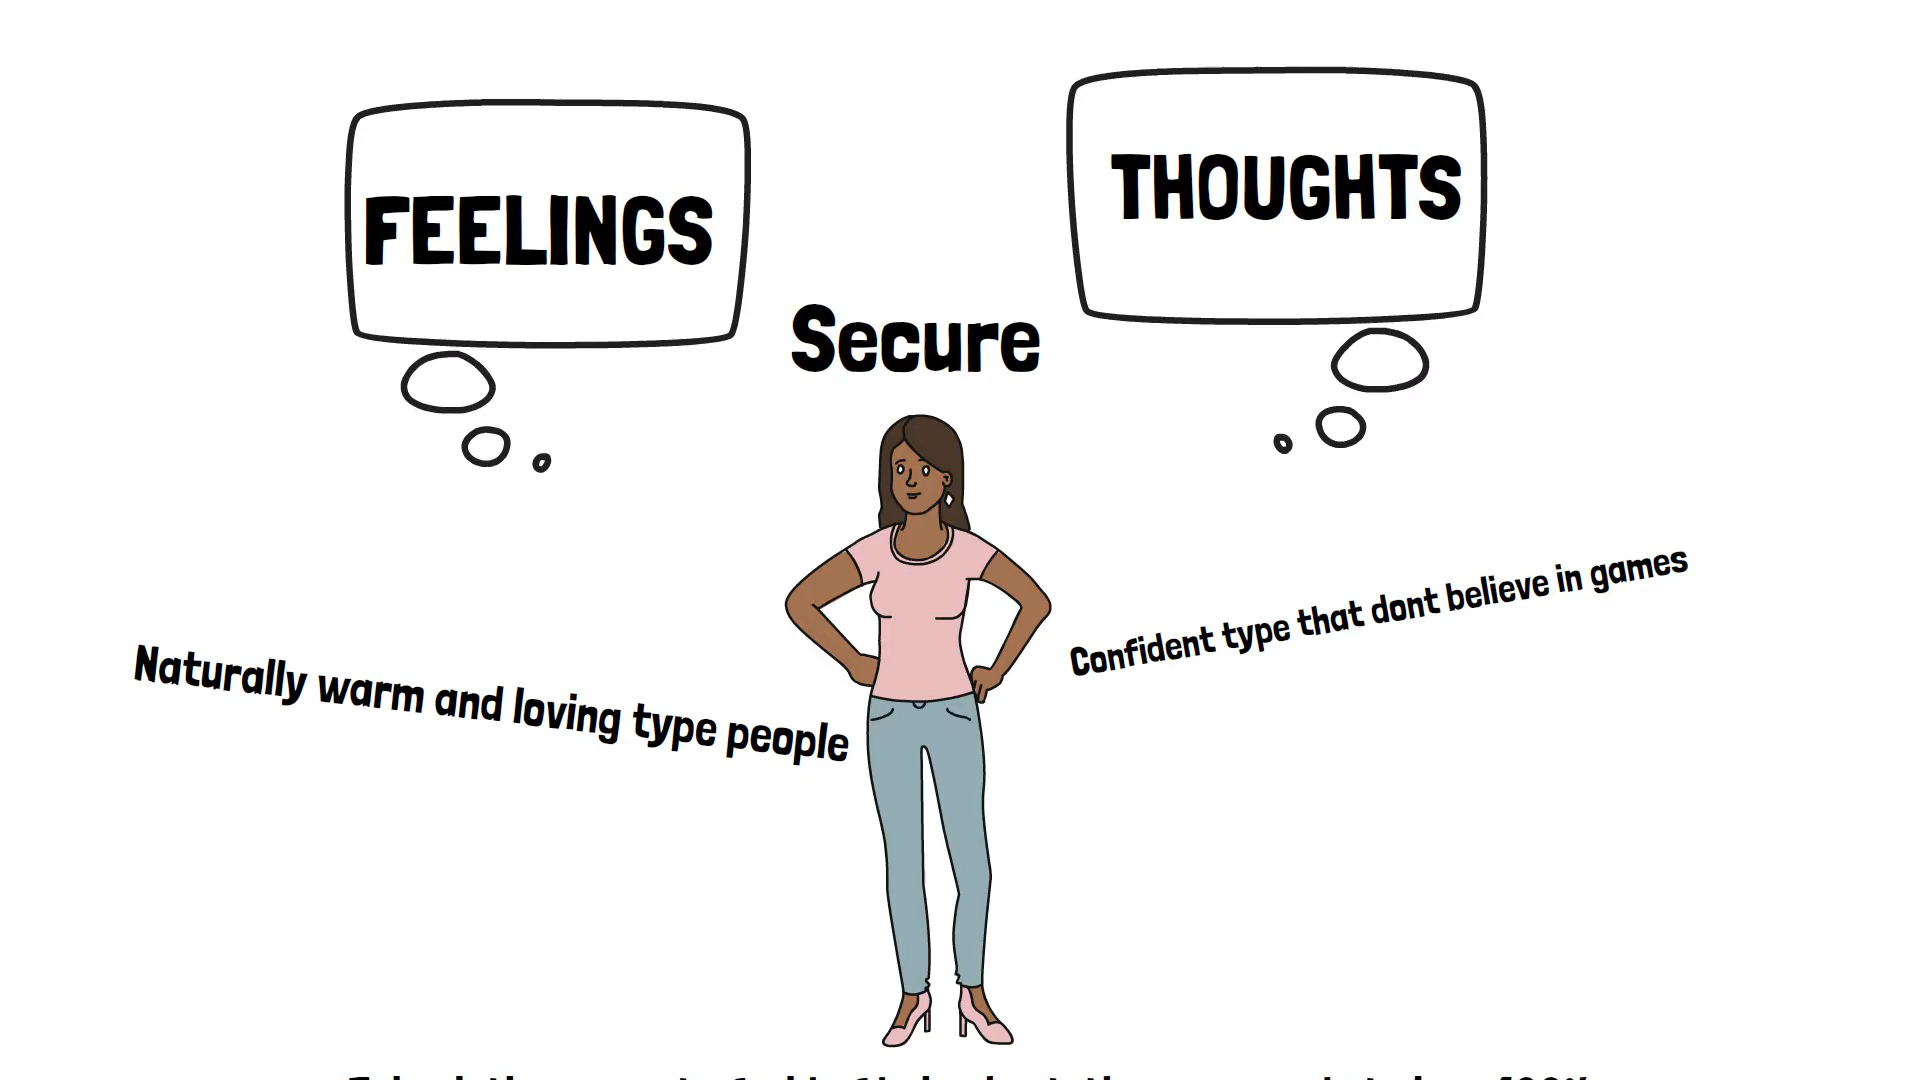 FEELINGS
THOUGHTS
Secure
Confident type that dont believe in games
Naturally warm and loving type people